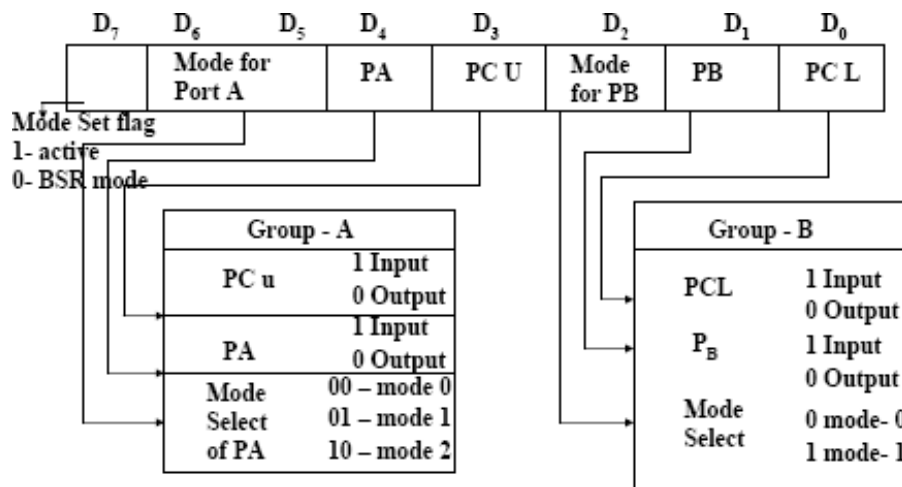 D7 D6 D5 D4 D3 D2 D1 D0
Mode for Port A
PA
PC U
Mode for PB
PB
PC L
Mode Set flag
1- active
0- BSR mode
Group - A
PC u
1 Input
0 Output
PA
1 Input
0 Output
Mode Select of PA
00 – mode 0
01 – mode 1
10 – mode 2
Group - B
PCL
1 Input
0 Output
PB
1 Input
0 Output
Mode Select
0 mode- 0
1 mode- 1